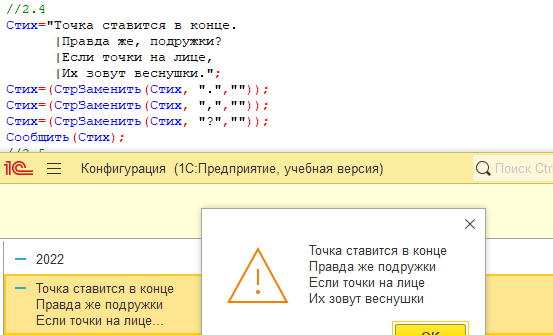 //2.4
Стих="Точка ставится в конце.
|Правда же, подружки?
|Если точки на лице,
|Их зовут веснушки.";
Стих=(СтрЗаменить(Стих, ".",""));
Стих=(СтрЗаменить(Стих, ",",""));
Стих=(СтрЗаменить(Стих, "?",""));
Сообщить(Стих);
1С Конфигурация (1С:Предприятие, учебная версия) Поиск Ctr
2022
Точка ставится в конце
Правда же подружки
Если точки на лице...
Точка ставится в конце
Правда же подружки
Если точки на лице
Их зовут веснушки